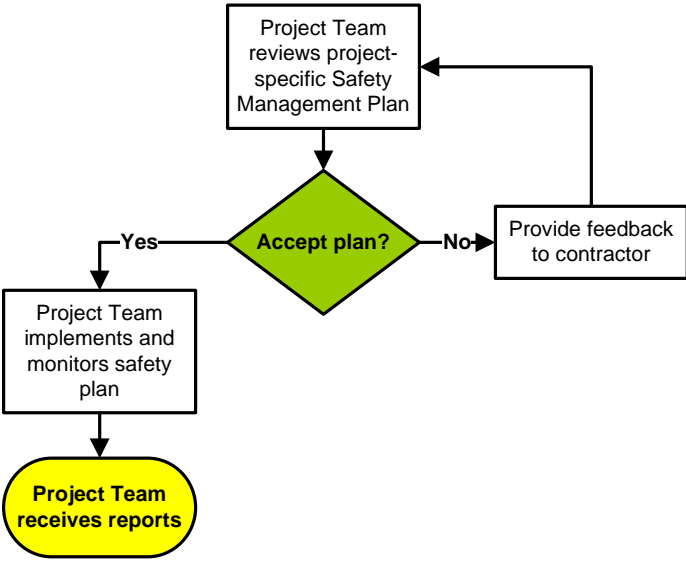 Project Team
reviews project-
specific Safety
Management Plan
Accept plan?
Yes
No
Provide feedback
to contractor
Project Team
implements and
monitors safety
plan
Project Team
receives reports